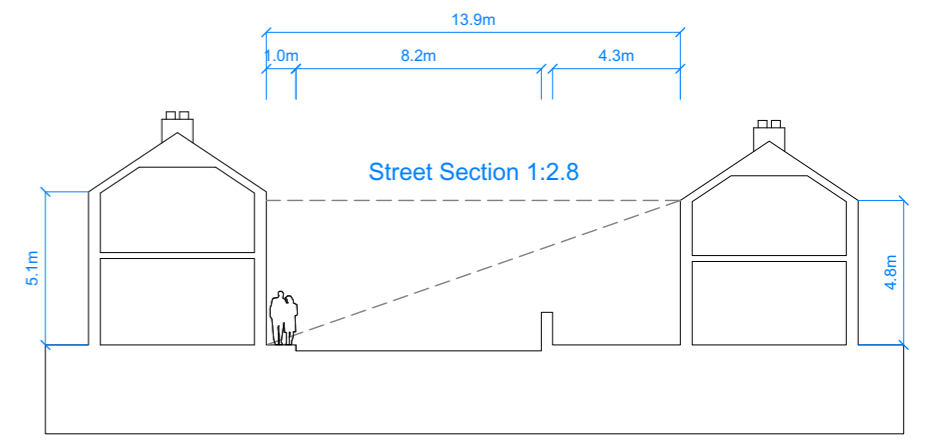 13.9m
1.0m
8.2m
4.3m
Street Section 1:2.8
5.1m
4.8m